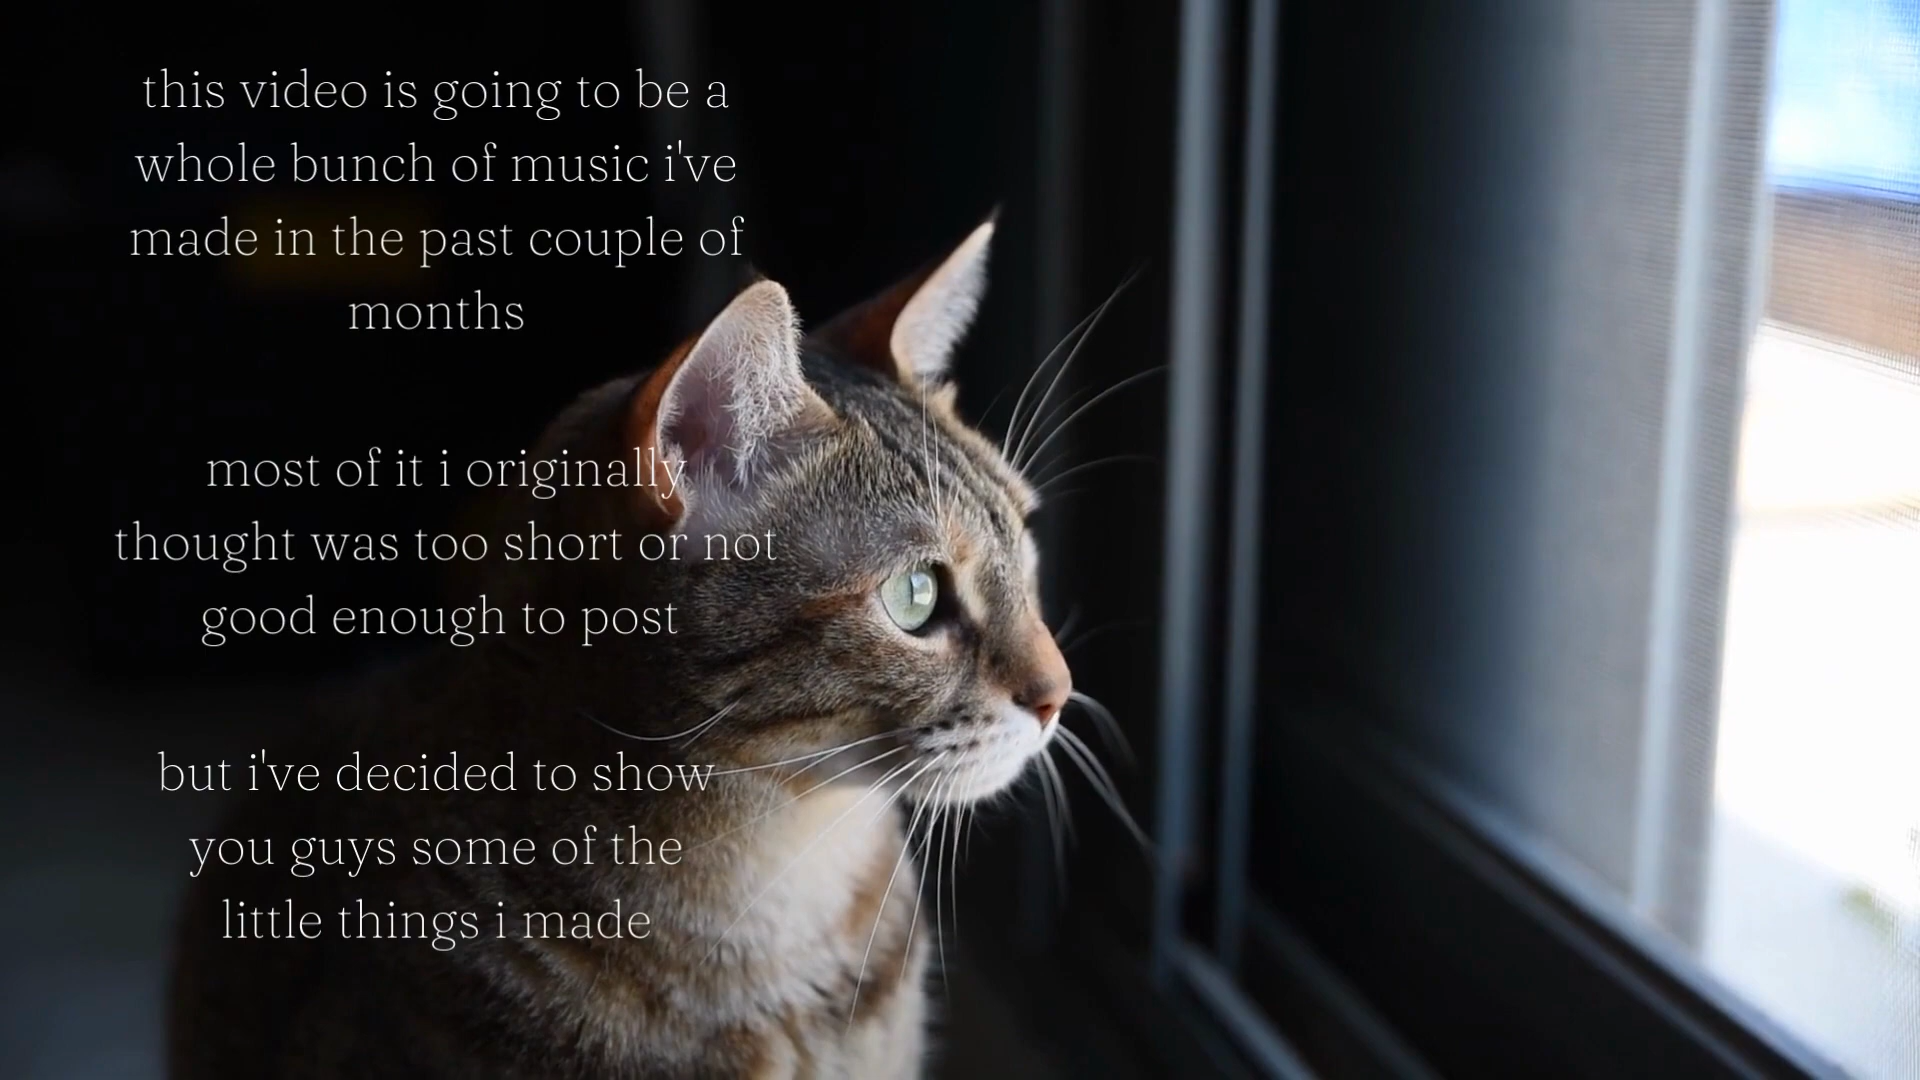 this video is going to be a
whole bunch of music i've
made in the past couple of
months
most of it i originally
thought was too short or not
good enough to post
but i've decided to show
you guys some of the
little things i made